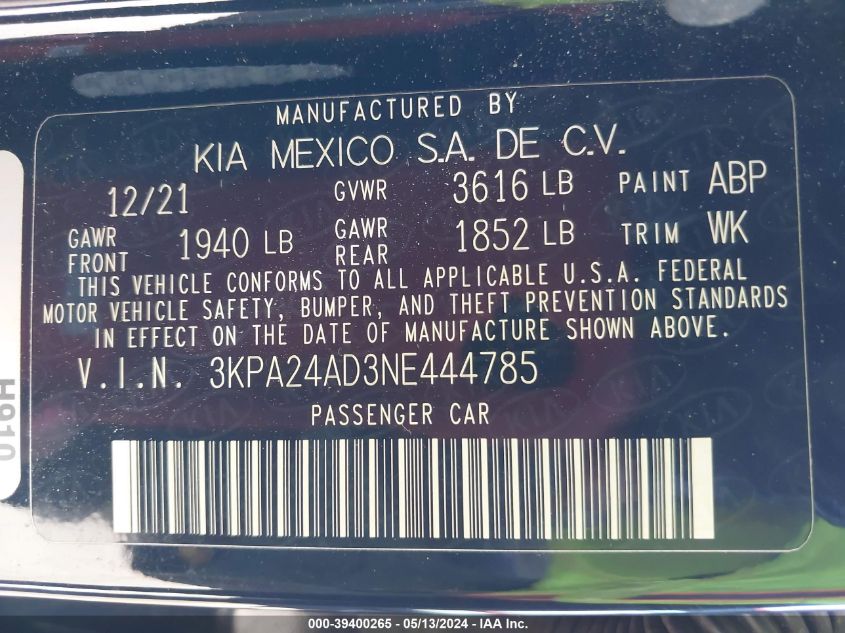 MANUFACTURED BY
KIA MEXICO S.A. DE C.V.
12/21 GVWR 3616 LB PAINT ABP
GAWR FRONT 1940 LB GAWR REAR 1852 LB TRIM WK
THIS VEHICLE CONFORMS TO ALL APPLICABLE U.S.A. FEDERAL
MOTOR VEHICLE SAFETY, BUMPER, AND THEFT PREVENTION STANDARDS
IN EFFECT ON THE DATE OF MANUFACTURE SHOWN ABOVE.
V.I.N. 3KPA24AD3NE444785
PASSENGER CAR
H910
000-39400265 - 05/13/2024 - IAA Inc.